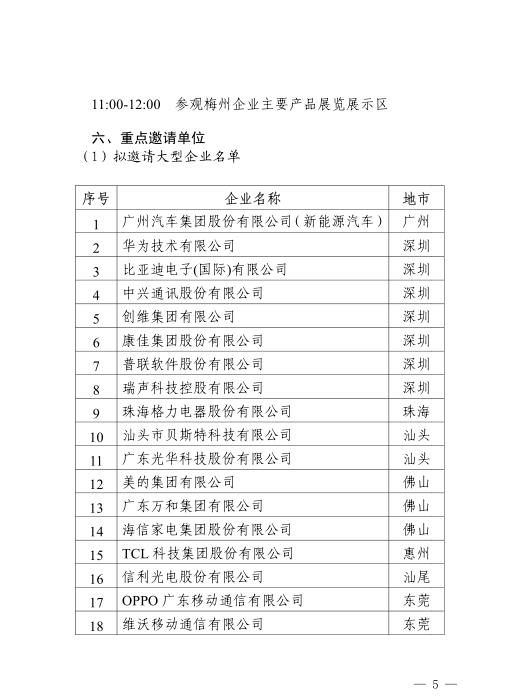 11:00-12:00 参观梅州企业主要产品展览展示区
六、重点邀请单位
（1）拟邀请大型企业名单
序号 企业名称 地市
1 广州汽车集团股份有限公司（新能源汽车） 广州
2 华为技术有限公司 深圳
3 比亚迪电子(国际)有限公司 深圳
4 中兴通讯股份有限公司 深圳
5 创维集团有限公司 深圳
6 康佳集团股份有限公司 深圳
7 普联软件股份有限公司 深圳
8 瑞声科技控股有限公司 深圳
9 珠海格力电器股份有限公司 珠海
10 汕头市贝斯特科技有限公司 汕头
11 广东光华科技股份有限公司 汕头
12 美的集团有限公司 佛山
13 广东万和集团有限公司 佛山
14 海信家电集团股份有限公司 佛山
15 TCL 科技集团股份有限公司 惠州
16 信利光电股份有限公司 汕尾
17 OPPO 广东移动通信有限公司 东莞
18 维沃移动通信有限公司 东莞
— 5 —